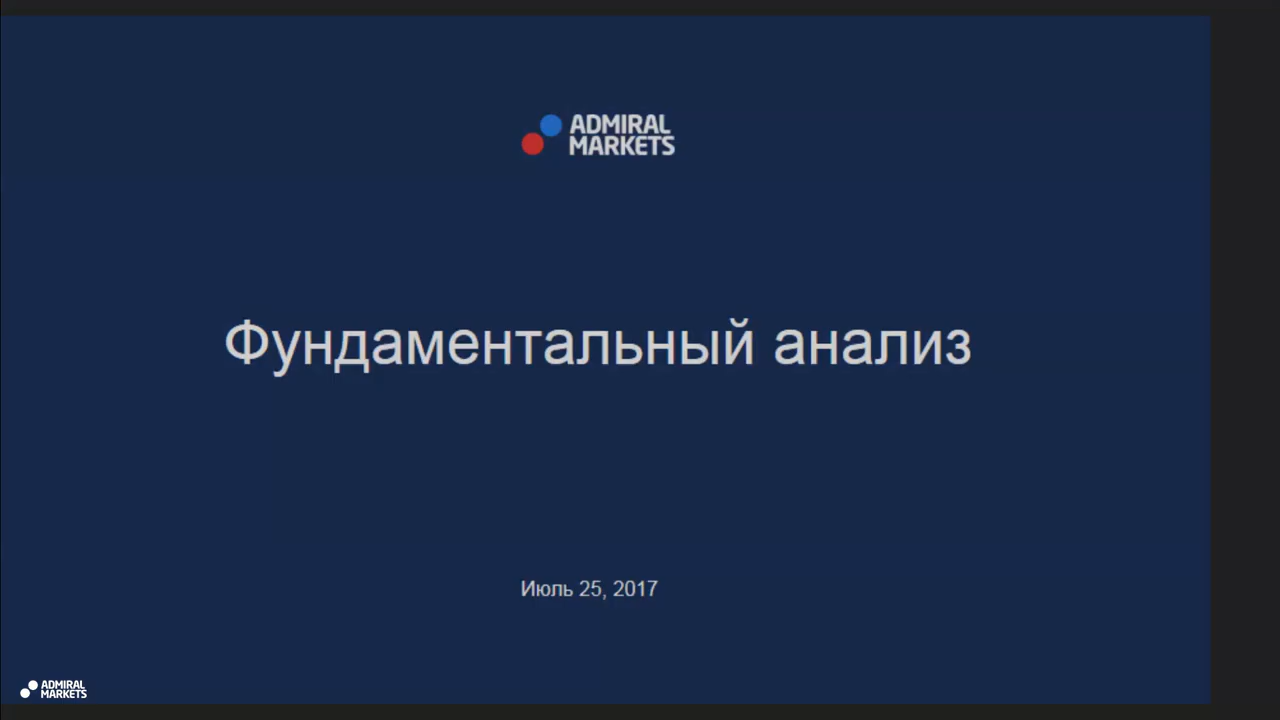 ADMIRAL
MARKETS
Фундаментальный анализ
Июль 25, 2017
ADMIRAL
MARKETS